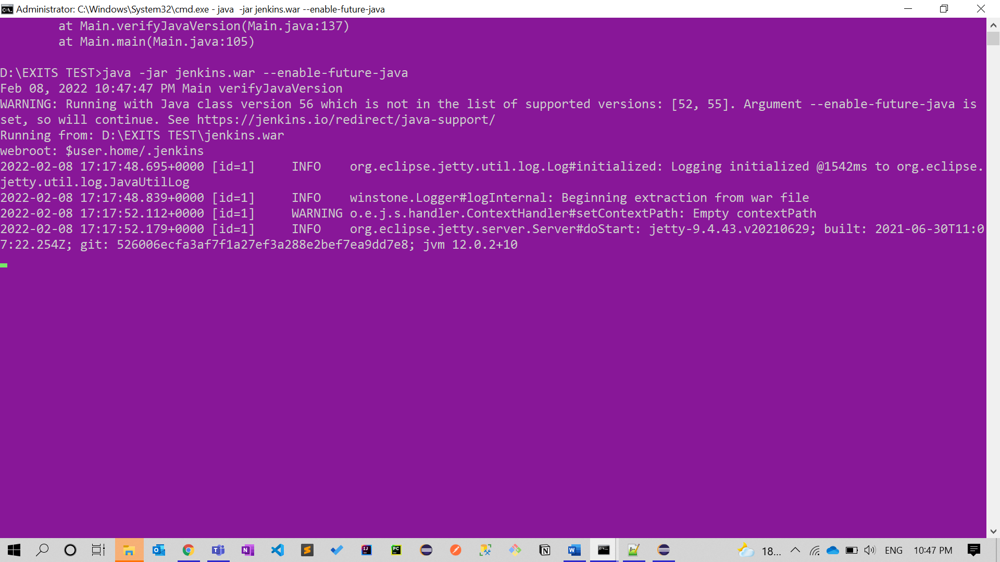 Administrator: C:\Windows\System32\cmd.exe - java  -jar jenkins.war --enable-future-java
        at Main.verifyJavaVersion(Main.java:137)
        at Main.main(Main.java:105)
D:\EXITS TEST>java -jar jenkins.war --enable-future-java
Feb 08, 2022 10:47:47 PM Main verifyJavaVersion
WARNING: Running with Java class version 56 which is not in the list of supported versions: [52, 55]. Argument --enable-future-java is
set, so will continue. See https://jenkins.io/redirect/java-support/
Running from: D:\EXITS TEST\jenkins.war
webroot: $user.home/.jenkins
2022-02-08 17:17:48.695+0000 [id=1]     INFO    org.eclipse.jetty.util.log.Log#initialized: Logging initialized @1542ms to org.eclipse.
jetty.util.log.JavaUtilLog
2022-02-08 17:17:48.839+0000 [id=1]     INFO    winstone.Logger#logInternal: Beginning extraction from war file
2022-02-08 17:17:52.112+0000 [id=1]     WARNING o.e.j.s.handler.ContextHandler#setContextPath: Empty contextPath
2022-02-08 17:17:52.179+0000 [id=1]     INFO    org.eclipse.jetty.server.Server#doStart: jetty-9.4.43.v20210629; built: 2021-06-30T11:0
7:22.254Z; git: 526006ecfa3af7f1a27ef3a288e2bef7ea9dd7e8; jvm 12.0.2+10
18... ENG 10:47 PM